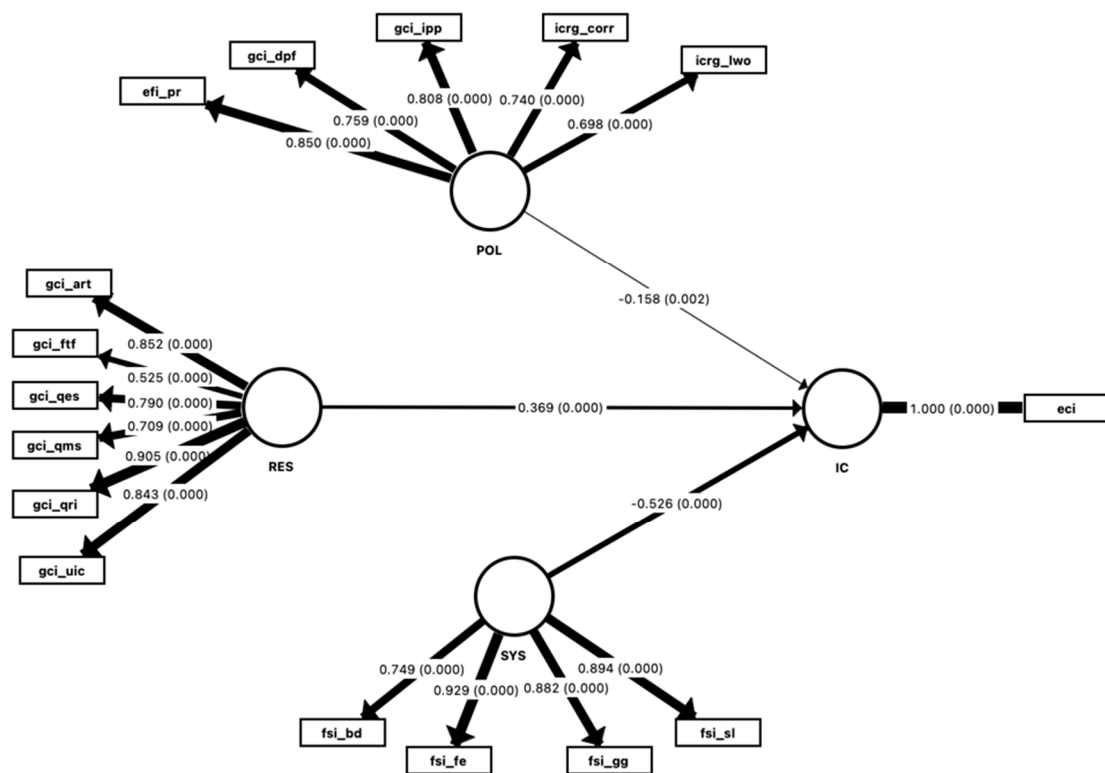 gci_ipp
icrg_corr
gci_dpf
icrg_lwo
efi_pr
0.808 (0.000)
0.740 (0.000)
0.759 (0.000)
0.698 (0.000)
0.850 (0.000)
POL
gci_art
-0.158 (0.002)
gci_ftf
0.852 (0.000)
0.525 (0.000)
gci_qes
0.790 (0.000)
0.369 (0.000)
1.000 (0.000)
eci
0.709 (0.000)
gci_qms
0.905 (0.000)
RES
IC
0.843 (0.000)
gci_qri
-0.526 (0.000)
gci_uic
SYS
0.749 (0.000)
0.894 (0.000)
0.929 (0.000)
0.882 (0.000)
fsi_bd
fsi_sl
fsi_fe
fsi_gg